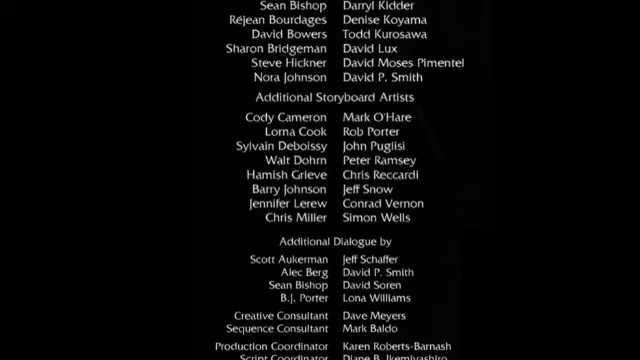 Sean Bishop Darryl Kidder
Réjean Bourdages Denise Koyama
David Bowers Todd Kurosawa
Sharon Bridgeman David Lux
Steve Hickner David Moses Pimentel
Nora Johnson David P. Smith
Additional Storyboard Artists
Cody Cameron Mark O'Hare
Lorna Cook Rob Porter
Sylvain Deboissy John Puglisi
Walt Dohrn Peter Ramsey
Hamish Grieve Chris Reccardi
Barry Johnson Jeff Snow
Jennifer Lerew Conrad Vernon
Chris Miller Simon Wells
Additional Dialogue by
Scott Aukerman Jeff Schaffer
Alec Berg David P. Smith
Sean Bishop David Soren
B.J. Porter Lona Williams
Creative Consultant Dave Meyers
Sequence Consultant Mark Baldo
Production Coordinator Karen Roberts-Barnash
Script Coordinator Diane B. Ikemiyashiro